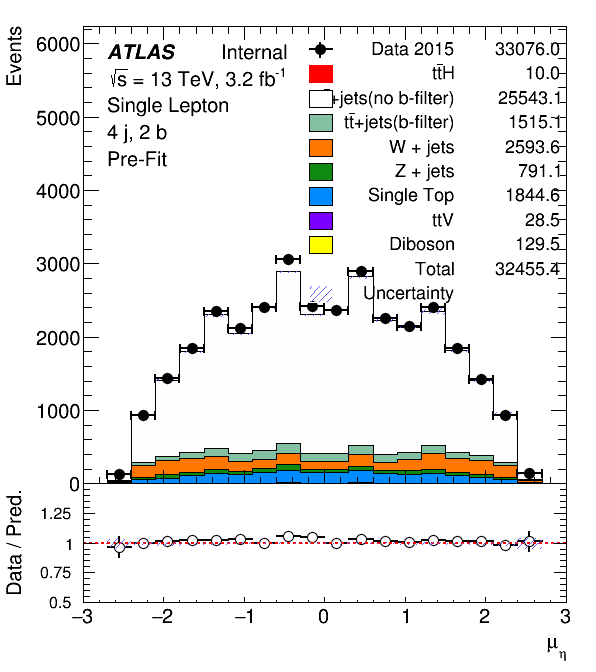 Events
6000
5000
4000
3000
2000
1000
0
ATLAS Internal
√s = 13 TeV, 3.2 fb⁻¹
Single Lepton
4 j, 2 b
Pre-Fit
Data 2015 33076.0
tt̄H 10.0
+jets(no b-filter) 25543.1
tt̄+jets(b-filter) 1515.1
W + jets 2593.6
Z + jets 791.1
Single Top 1844.6
ttV 28.5
Diboson 129.5
Total 32455.4
Uncertainty
Data / Pred.
1.25
1
0.75
0.5
−3 −2 −1 0 1 2 3
μη